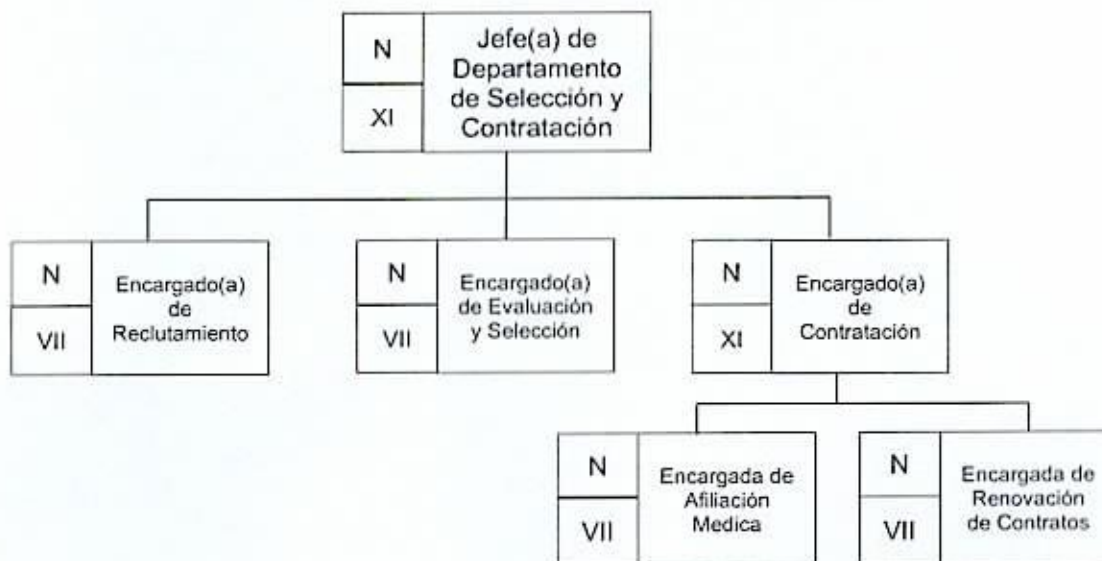 N
XI
Jefe(a) de
Departamento
de Selección y
Contratación
N
VII
Encargado(a)
de
Reclutamiento
N
VII
Encargado(a)
de Evaluación
y Selección
N
XI
Encargado(a)
de
Contratación
N
VII
Encargada de
Afiliación
Medica
N
VII
Encargada de
Renovación
de Contratos